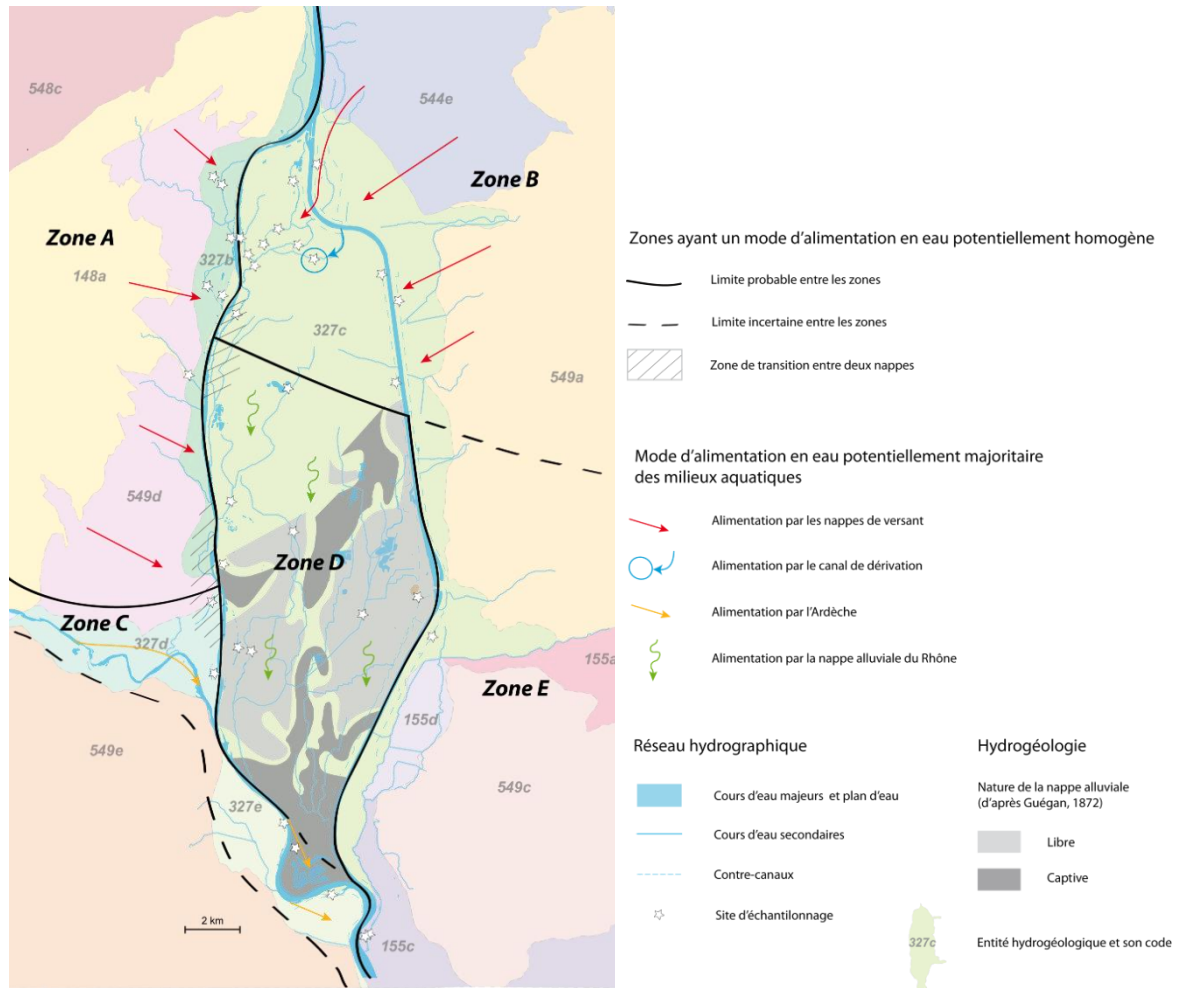 548c
544e
Zone B
Zone A
148a
327b
327c
549a
549d
Zone D
Zone C
327d
155a
Zone E
155d
549e
549c
327e
2 km
155c
Zones ayant un mode d’alimentation en eau potentiellement homogène
Limite probable entre les zones
Limite incertaine entre les zones
Zone de transition entre deux nappes
Mode d’alimentation en eau potentiellement majoritaire
des milieux aquatiques
Alimentation par les nappes de versant
Alimentation par le canal de dérivation
Alimentation par l’Ardèche
Alimentation par la nappe alluviale du Rhône
Réseau hydrographique
Cours d’eau majeurs et plan d’eau
Cours d’eau secondaires
Contre-canaux
Site d’échantilonnage
Hydrogéologie
Nature de la nappe alluviale
(d’après Guégan, 1872)
Libre
Captive
327c
Entité hydrogéologique et son code